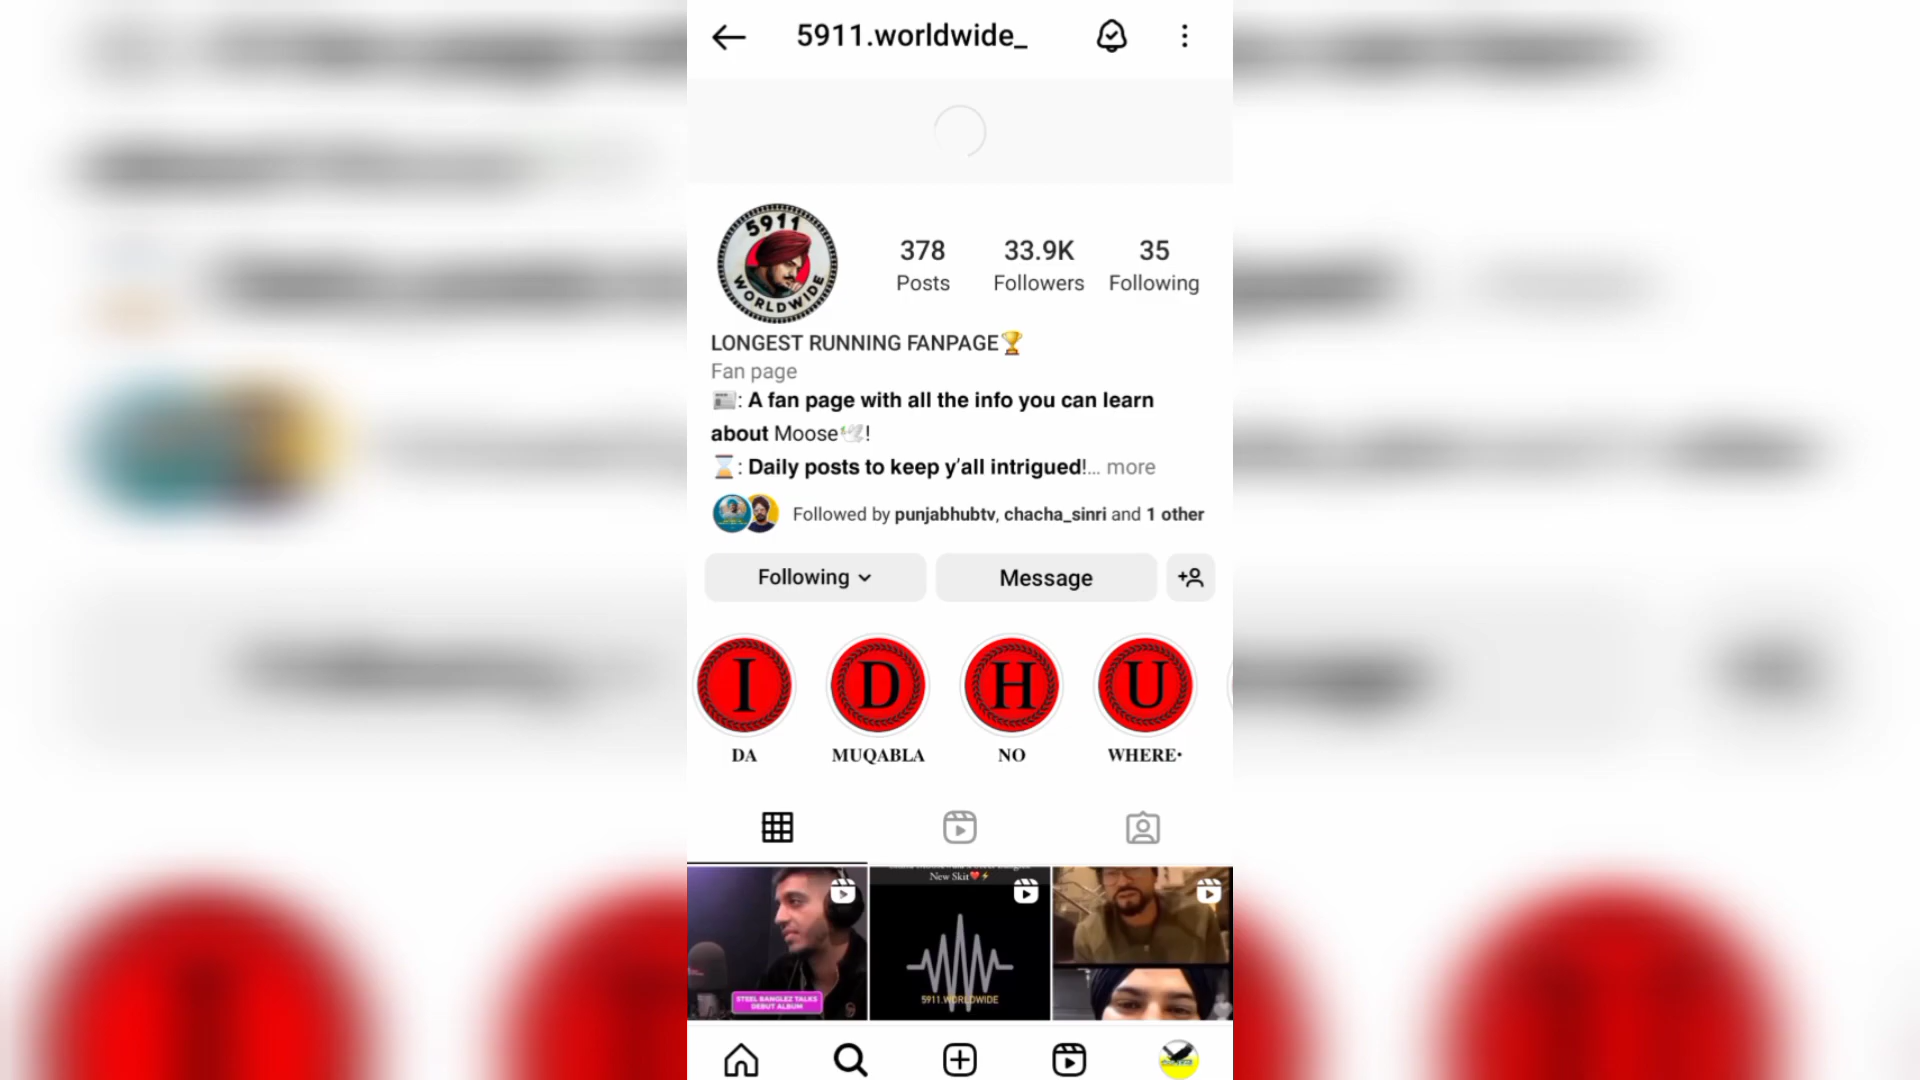 5911.worldwide_
5911
WORLDWIDE
378
Posts
33.9K
Followers
35
Following
LONGEST RUNNING FANPAGE🏆
Fan page
📰: A fan page with all the info you can learn
about Moose🕊️!
⏳: Daily posts to keep y’all intrigued!... more
Followed by punjabhubtv, chacha_sinri and 1 other
Following
Message
I
D
H
U
DA
MUQABLA
NO
WHERE•
New Skit❤️⚡
STEEL BANGLEZ TALKS
DEBUT ALBUM
5911.WORLDWIDE